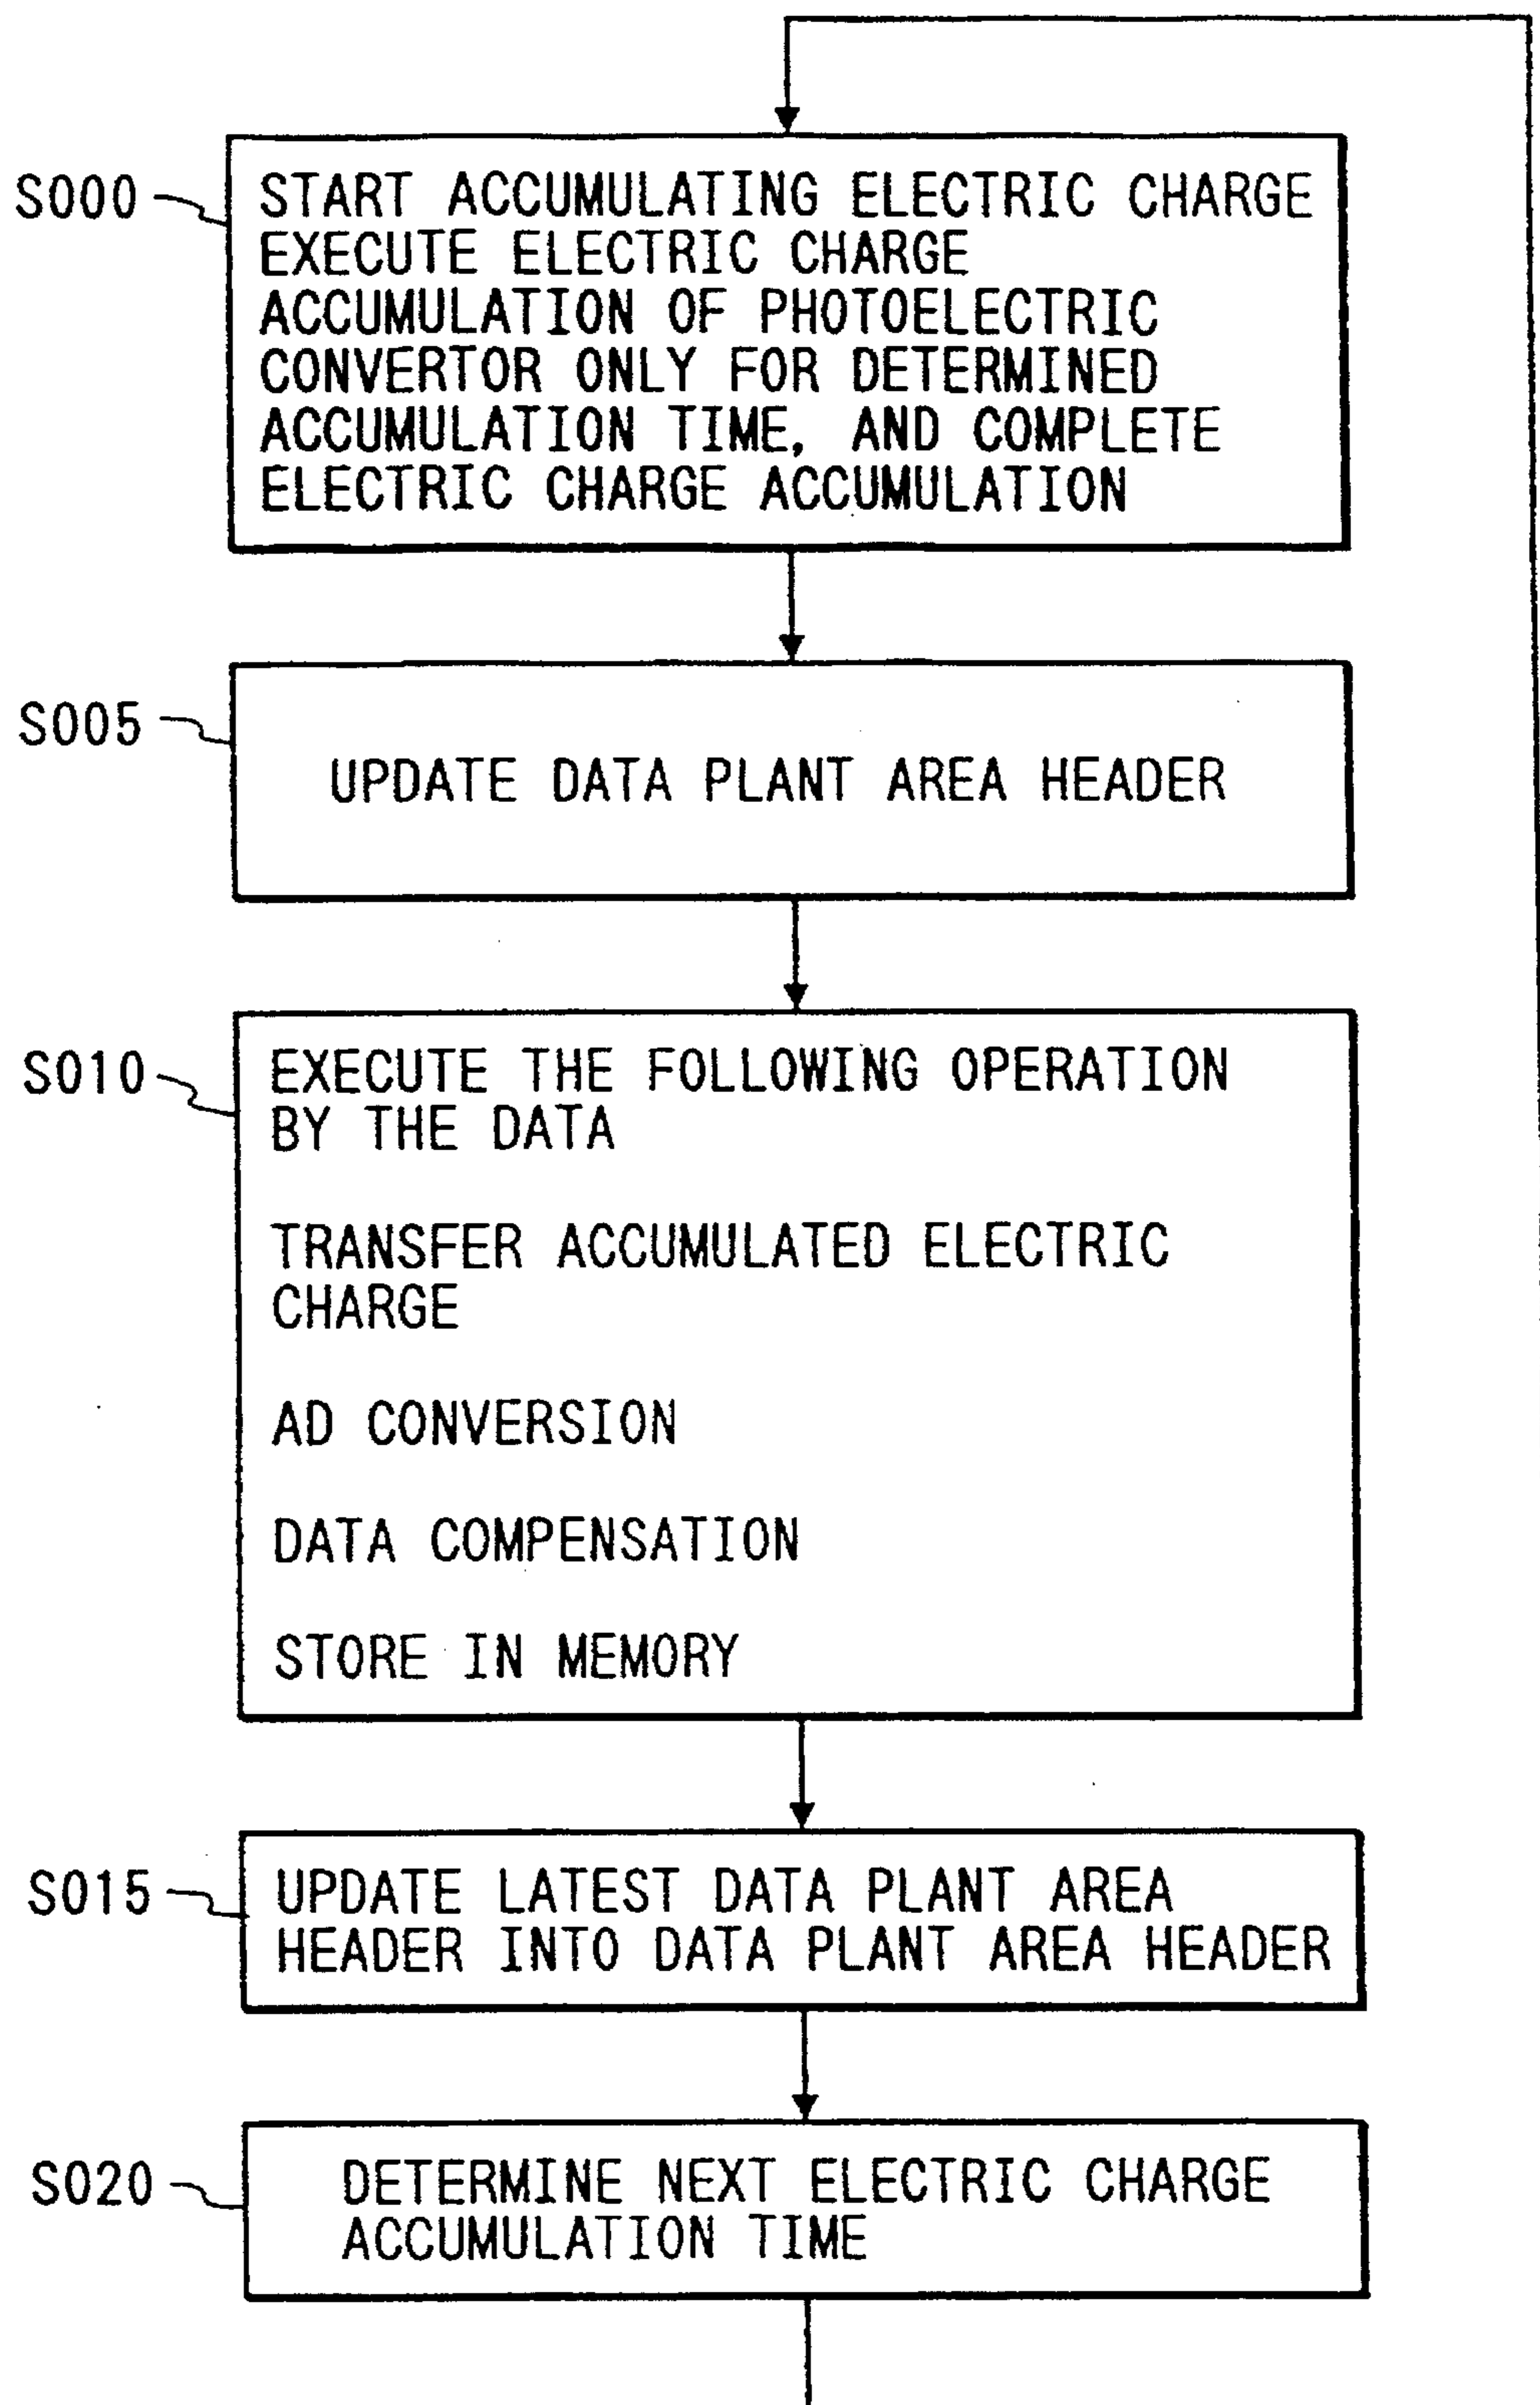 S000
START ACCUMULATING ELECTRIC CHARGE
EXECUTE ELECTRIC CHARGE
ACCUMULATION OF PHOTOELECTRIC
CONVERTOR ONLY FOR DETERMINED
ACCUMULATION TIME, AND COMPLETE
ELECTRIC CHARGE ACCUMULATION
S005
UPDATE DATA PLANT AREA HEADER
S010
EXECUTE THE FOLLOWING OPERATION
BY THE DATA
TRANSFER ACCUMULATED ELECTRIC
CHARGE
AD CONVERSION
DATA COMPENSATION
STORE IN MEMORY
S015
UPDATE LATEST DATA PLANT AREA
HEADER INTO DATA PLANT AREA HEADER
S020
DETERMINE NEXT ELECTRIC CHARGE
ACCUMULATION TIME